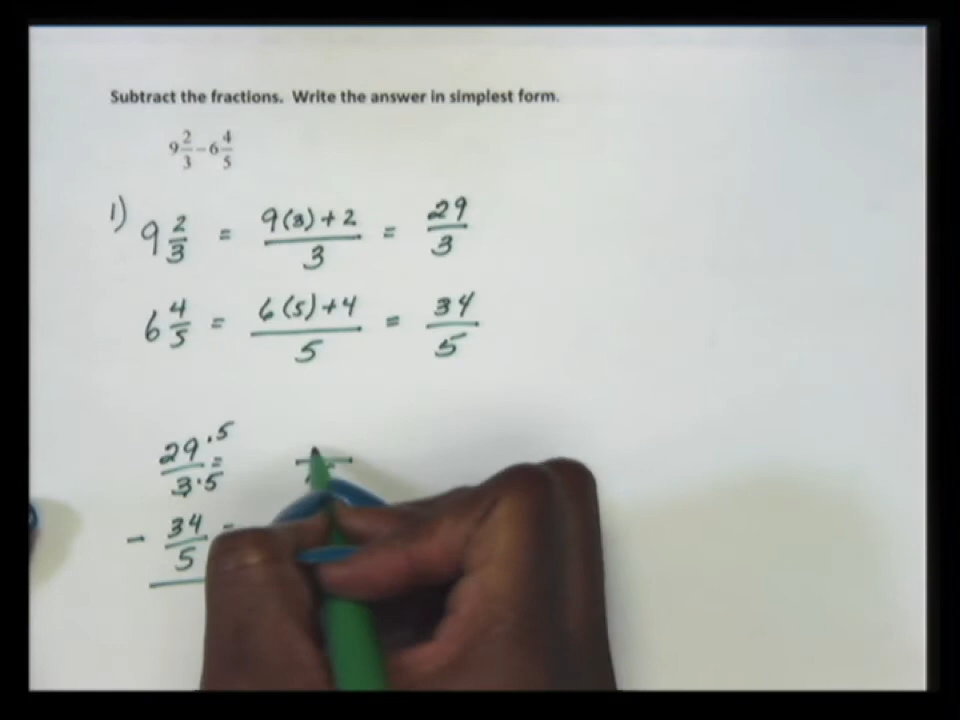 Subtract the fractions. Write the answer in simplest form.
9 2/3 - 6 4/5
1) 9 2/3 = 9(3)+2/3 = 29/3
6 4/5 = 6(5)+4/5 = 34/5
29·5/3·5 =
- 34/5 =